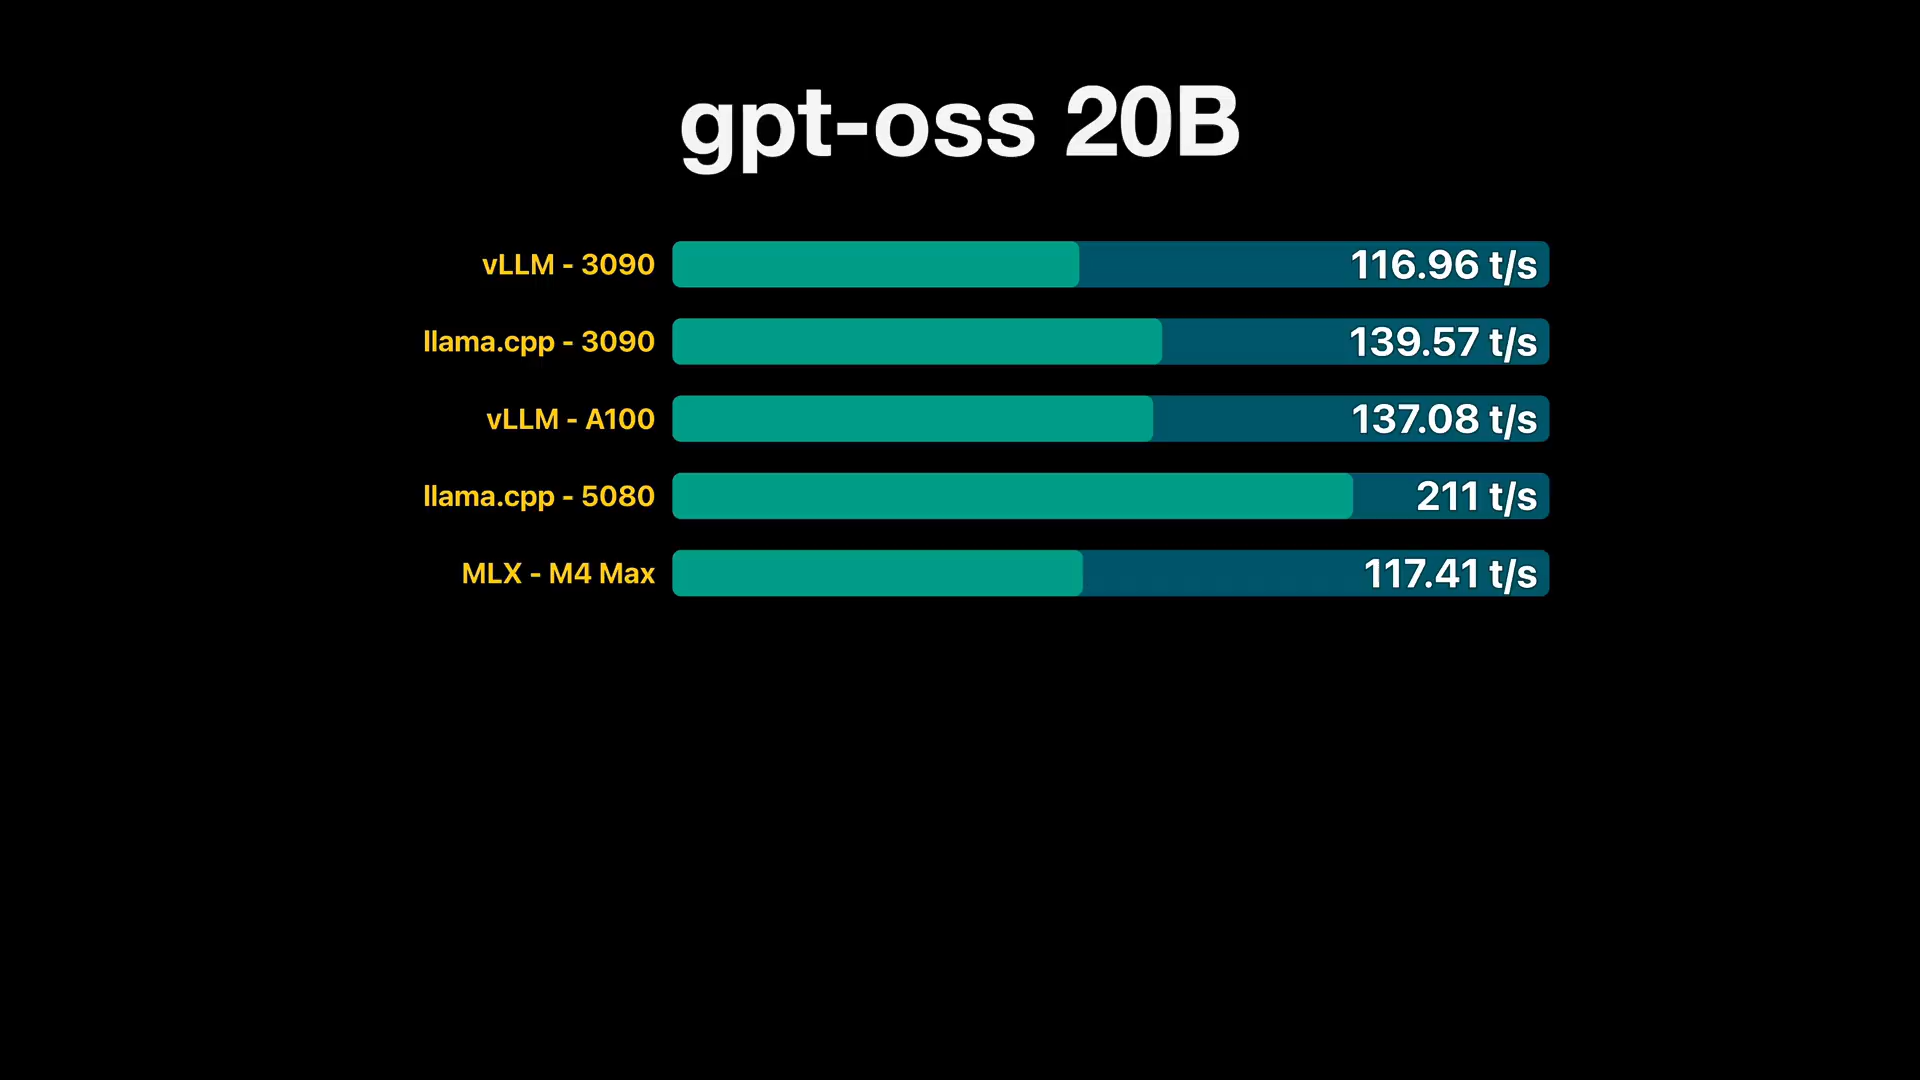 gpt-oss 20B
vLLM - 3090 116.96 t/s
llama.cpp - 3090 139.57 t/s
vLLM - A100 137.08 t/s
llama.cpp - 5080 211 t/s
MLX - M4 Max 117.41 t/s